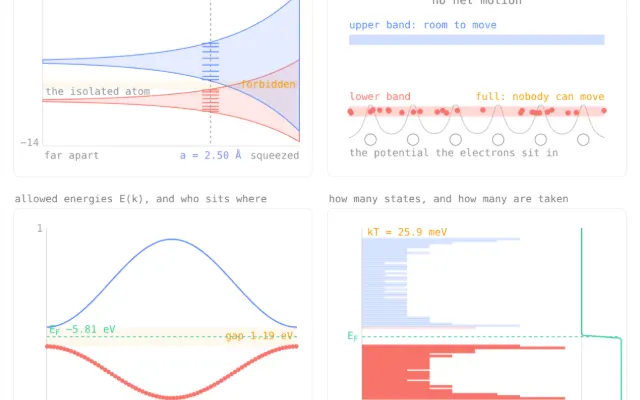 no net motion
upper band: room to move
forbidden
the isolated atom
lower band
full: nobody can move
−14
far apart
a = 2.50 Å
squeezed
the potential the electrons sit in
allowed energies E(k), and who sits where
how many states, and how many are taken
1
kT = 25.9 meV
EF −5.81 eV
gap 1.19 eV
EF